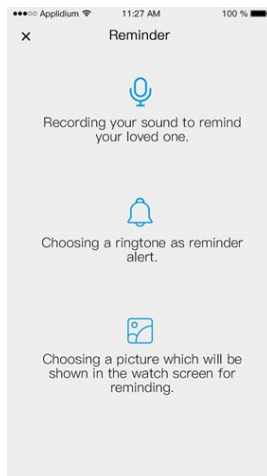 Applidium 11:27 AM 100 %
Reminder
Recording your sound to remind
your loved one.
Choosing a ringtone as reminder
alert.
Choosing a picture which will be
shown in the watch screen for
reminding.